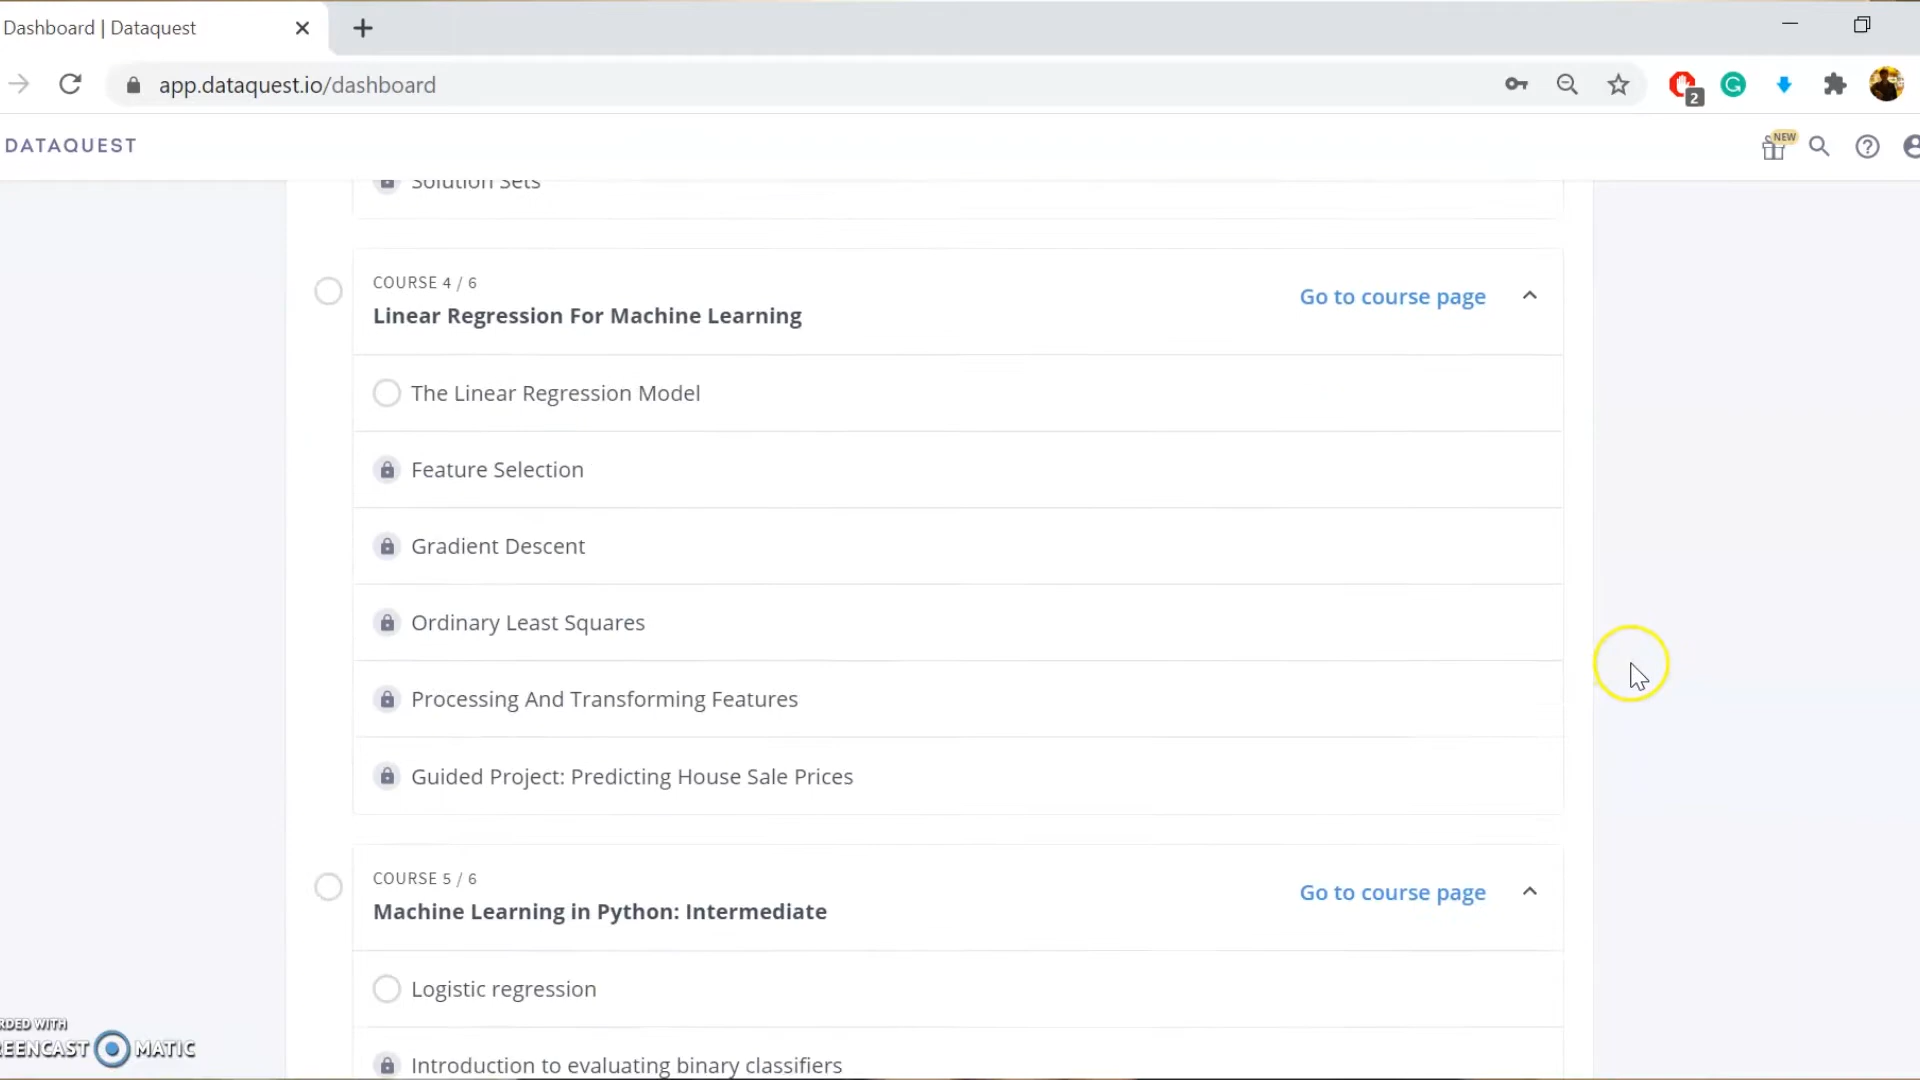 Dashboard | Dataquest
app.dataquest.io/dashboard
2
DATAQUEST
NEW
Solution Sets
COURSE 4 / 6
Linear Regression For Machine Learning
Go to course page
The Linear Regression Model
Feature Selection
Gradient Descent
Ordinary Least Squares
Processing And Transforming Features
Guided Project: Predicting House Sale Prices
COURSE 5 / 6
Machine Learning in Python: Intermediate
Go to course page
Logistic regression
Introduction to evaluating binary classifiers
RDED WITH
REENCAST MATIC